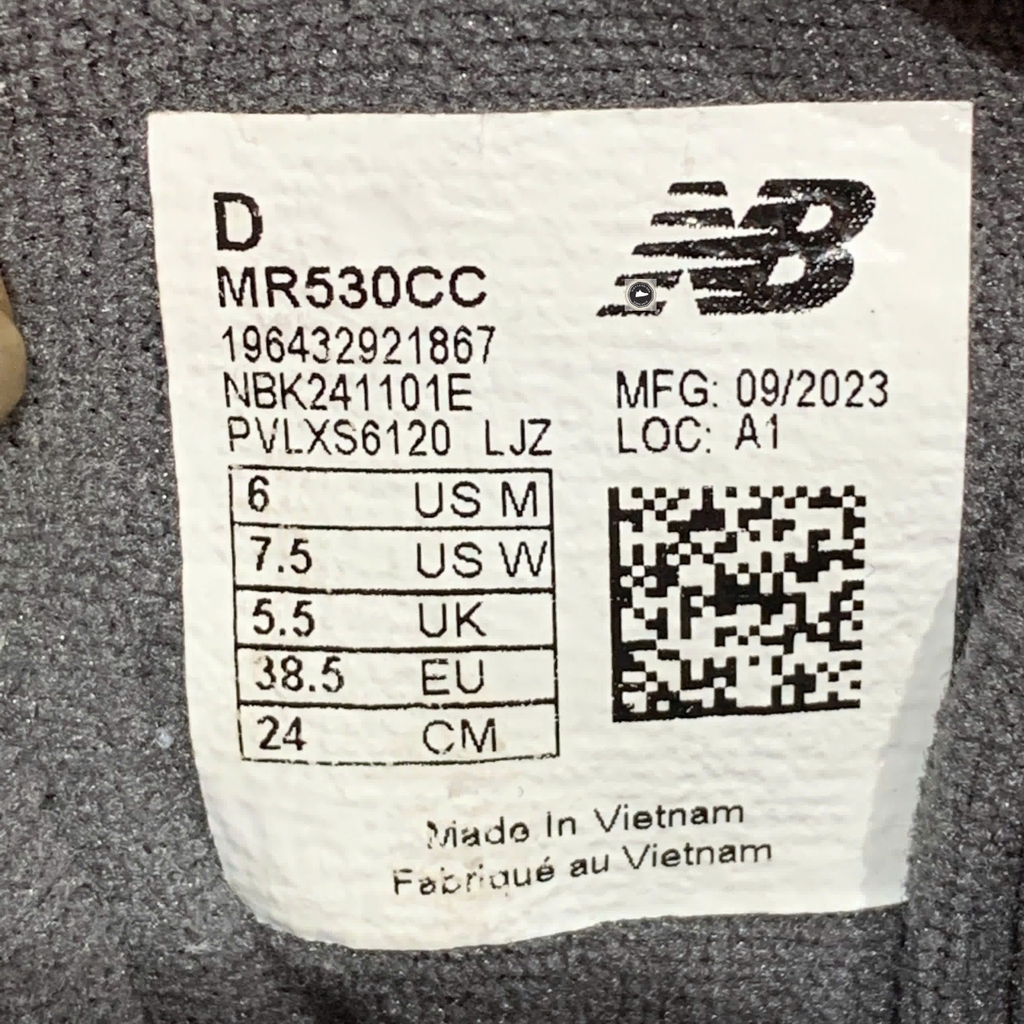 D
NB
MR530CC
196432921867
NBK241101E
MFG: 09/2023
PVLXS6120 LJZ
LOC: A1
6 US M
7.5 US W
5.5 UK
38.5 EU
24 CM
Made In Vietnam
Fabriqué au Vietnam